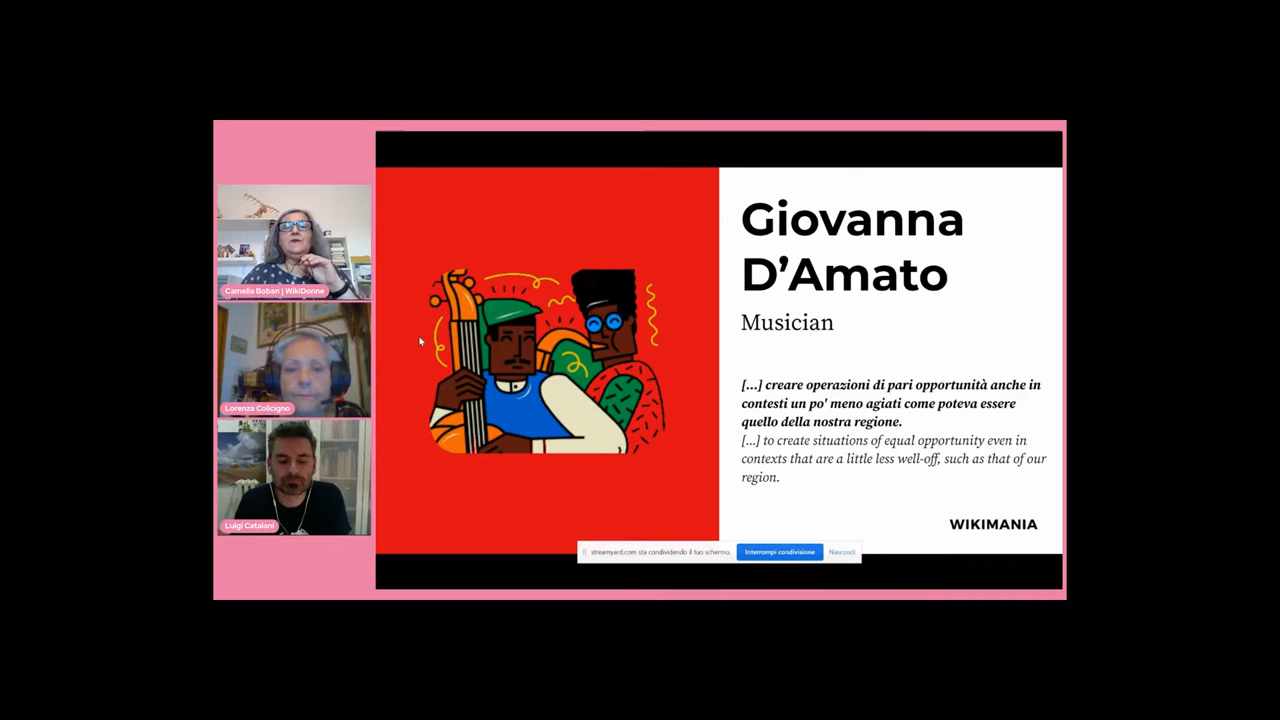 Camelia Boban | WikiDonne
Lorenza Colicigno
Luigi Catalani
Giovanna
D’Amato
Musician
[...] creare operazioni di pari opportunità anche in
contesti un po' meno agiati come poteva essere
quello della nostra regione.
[...] to create situations of equal opportunity even in
contexts that are a little less well-off, such as that of our
region.
WIKIMANIA
streamyard.com sta condividendo il tuo schermo.
Interrompi condivisione
Nascondi